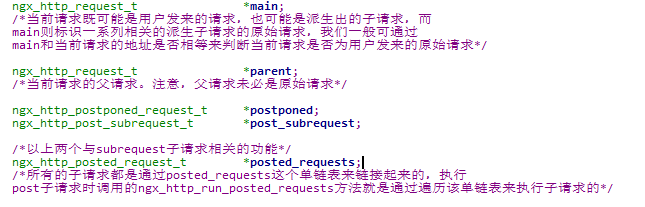 ngx_http_request_t *main;
/*当前请求既可能是用户发来的请求，也可能是派生出的子请求，而
main则标识一系列相关的派生子请求的原始请求，我们一般可通过
main和当前请求的地址是否相等来判断当前请求是否为用户发来的原始请求*/
ngx_http_request_t *parent;
/*当前请求的父请求。注意，父请求未必是原始请求*/
ngx_http_postponed_request_t *postponed;
ngx_http_post_subrequest_t *post_subrequest;
/*以上两个与subrequest子请求相关的功能*/
ngx_http_posted_request_t *posted_requests;
/*所有的子请求都是通过posted_requests这个单链表来链接起来的，执行
post子请求时调用的ngx_http_run_posted_requests方法就是通过遍历该单链表来执行子请求的*/